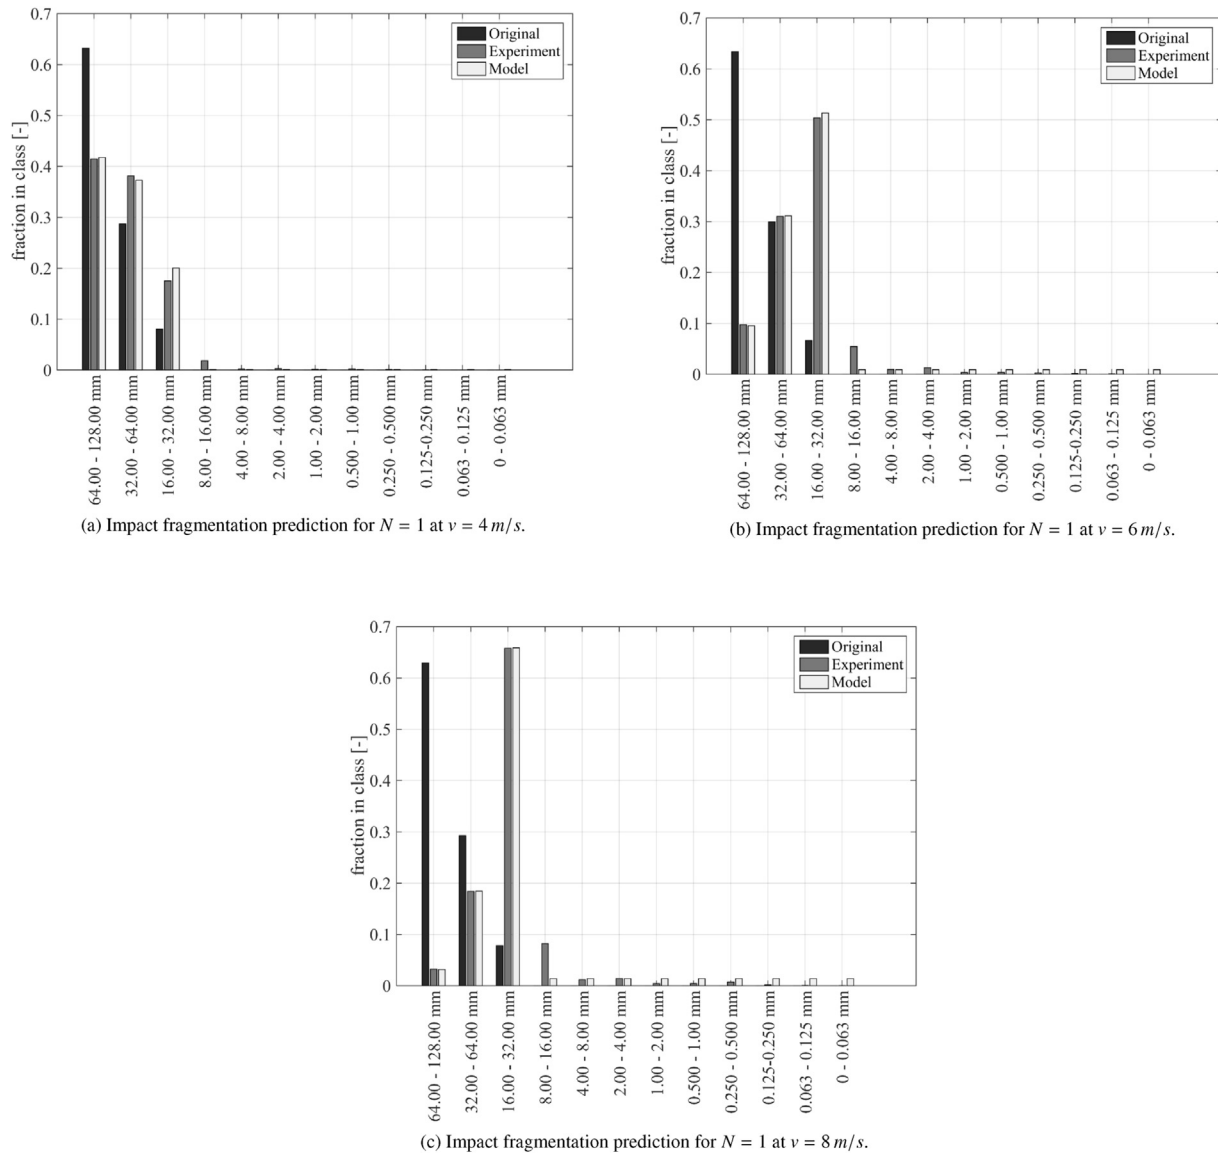 0.7
0.6
0.5
0.4
0.3
0.2
0.1
0
fraction in class [-]
Original
Experiment
Model
64.00 - 128.00 mm
32.00 - 64.00 mm
16.00 - 32.00 mm
8.00 - 16.00 mm
4.00 - 8.00 mm
2.00 - 4.00 mm
1.00 - 2.00 mm
0.500 - 1.00 mm
0.250 - 0.500 mm
0.125-0.250 mm
0.063 - 0.125 mm
0 - 0.063 mm
(a) Impact fragmentation prediction for N = 1 at v = 4 m/s.
0.7
0.6
0.5
0.4
0.3
0.2
0.1
0
fraction in class [-]
Original
Experiment
Model
64.00 - 128.00 mm
32.00 - 64.00 mm
16.00 - 32.00 mm
8.00 - 16.00 mm
4.00 - 8.00 mm
2.00 - 4.00 mm
1.00 - 2.00 mm
0.500 - 1.00 mm
0.250 - 0.500 mm
0.125-0.250 mm
0.063 - 0.125 mm
0 - 0.063 mm
(b) Impact fragmentation prediction for N = 1 at v = 6 m/s.
0.7
0.6
0.5
0.4
0.3
0.2
0.1
0
fraction in class [-]
Original
Experiment
Model
64.00 - 128.00 mm
32.00 - 64.00 mm
16.00 - 32.00 mm
8.00 - 16.00 mm
4.00 - 8.00 mm
2.00 - 4.00 mm
1.00 - 2.00 mm
0.500 - 1.00 mm
0.250 - 0.500 mm
0.125-0.250 mm
0.063 - 0.125 mm
0 - 0.063 mm
(c) Impact fragmentation prediction for N = 1 at v = 8 m/s.